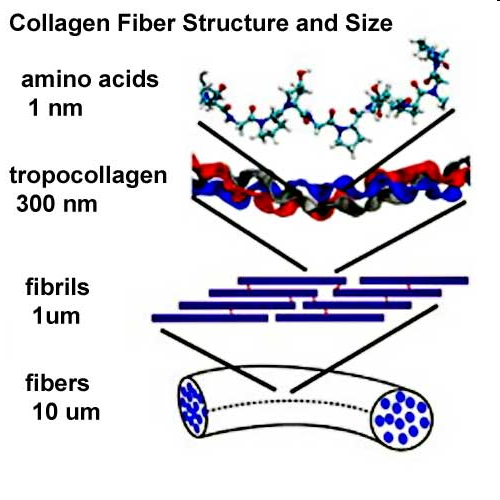 Collagen Fiber Structure and Size
amino acids
1 nm
tropocollagen
300 nm
fibrils
1um
fibers
10 um